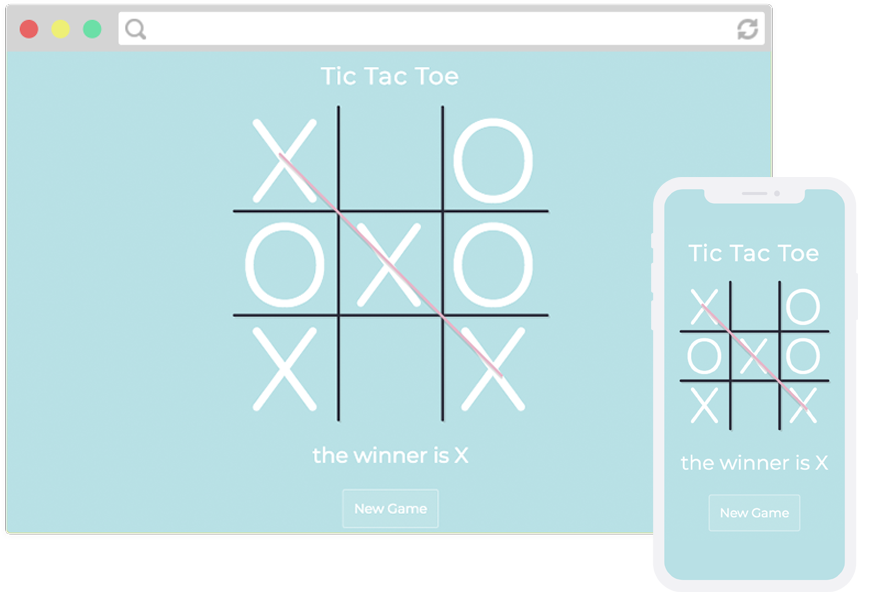 Tic Tac Toe
X O
O X O
X X
the winner is X
New Game
Tic Tac Toe
X O
O X O
X X
the winner is X
New Game